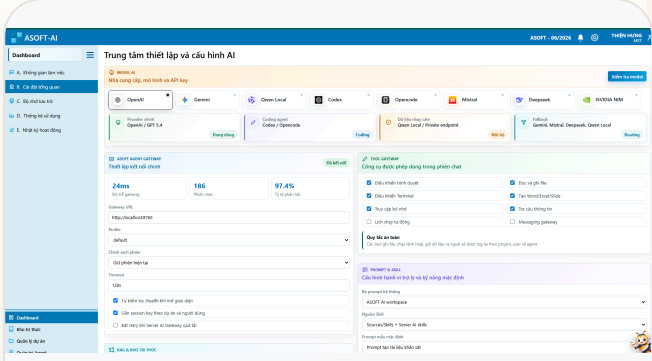 ASOFT-AI
ASOFT - 06/2026
THIỆN HƯNG
Dashboard
A. Không gian làm việc
B. Cài đặt tổng quan
C. Bộ nhớ lưu trữ
D. Thống kê sử dụng
E. Nhật ký hoạt động
Dashboard
Kho tri thức
Quản lý dự án
Trung tâm thiết lập và cấu hình AI
MODEL AI
Nhà cung cấp, mô hình và API key
Kiểm tra model
OpenAI
Gemini
Qwen Local
Codex
Opencode
Mistral
Deepseek
NVIDIA NIM
Provider chính
OpenAI / GPT 5.4
Đang dùng
Coding agent
Codex / Opencode
Coding
Dữ liệu nhạy cảm
Qwen Local / Private endpoint
Nội bộ
Fallback
Gemini, Mistral, Deepseek, Qwen Local
Routing
ASOFT AGENT GATEWAY
Thiết lập kết nối chính
Đã kết nối
24ms
Độ trễ gateway
186
Phiên chat
97.4%
Tỷ lệ phản hồi
Gateway URL
Profile
default
Chính sách phiên
Giữ phiên hiện tại
Timeout
120s
Tự kiểm tra /health khi mở giao diện
Gắn session key theo dự án và người dùng
Bật retry khi Server AI Gateway quá tải
RAG & KHO TRI THỨC
TOOL GATEWAY
Công cụ được phép dùng trong phiên chat
Điều khiển trình duyệt
Đọc và ghi file
Điều khiển Terminal
Tạo Word/Excel/Slide
Truy cập bộ nhớ
Tra cứu thông tin
Lịch chạy tự động
Messaging gateway
Quy tắc an toàn
PROMPT & SKILL
Cấu hình hành vi trợ lý và kỹ năng mặc định
Bộ prompt hệ thống
ASOFT AI workspace
Nguồn Skill
Sources/Skills + Server AI skills
Prompt mẫu mặc định
Prompt tạo tài liệu khảo sát